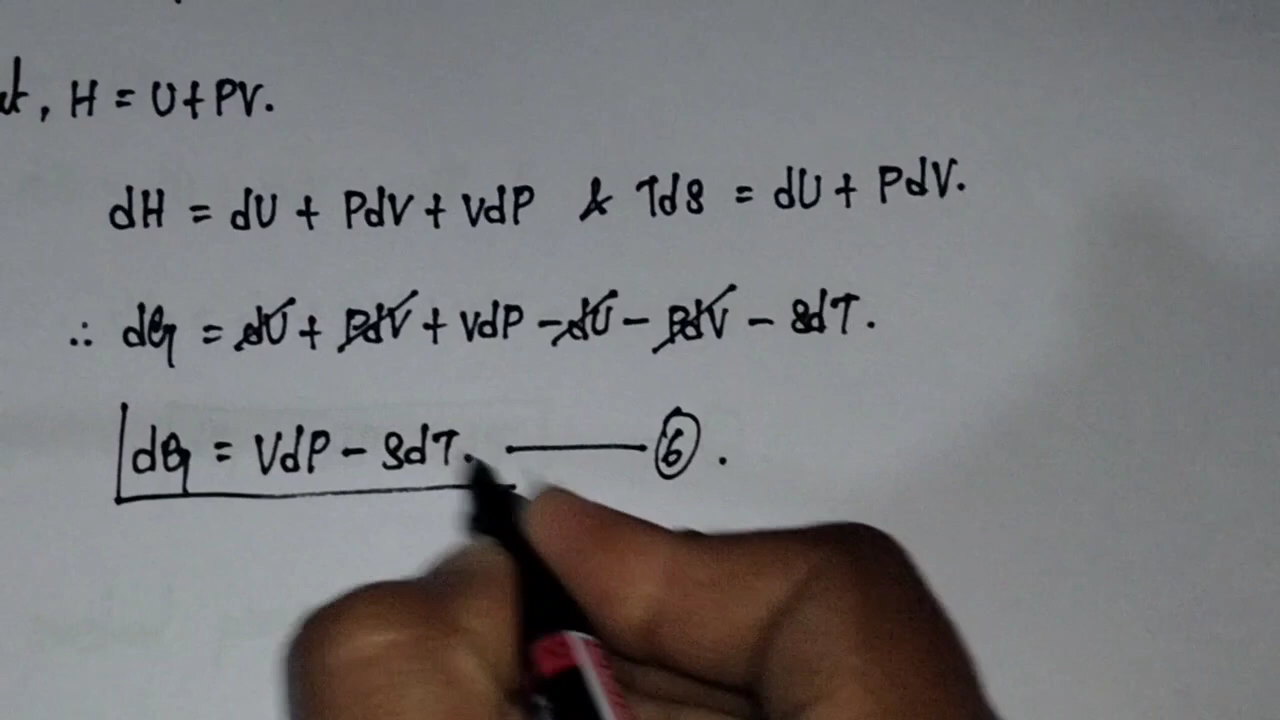 , H = U + PV.
dH = dU + PdV + VdP & TdS = dU + PdV.
∴ dG = dU + PdV + VdP - dU - PdV - SdT.
dG = VdP - SdT. ——— ⑥ .